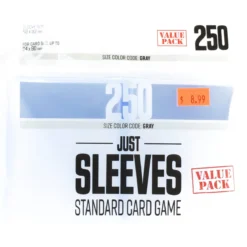 VALUE PACK
250
SIZE COLOR CODE: GRAY
250
$ 8.99
SIZE COLOR CODE: GRAY
JUST
SLEEVES
STANDARD CARD GAME
VALUE PACK